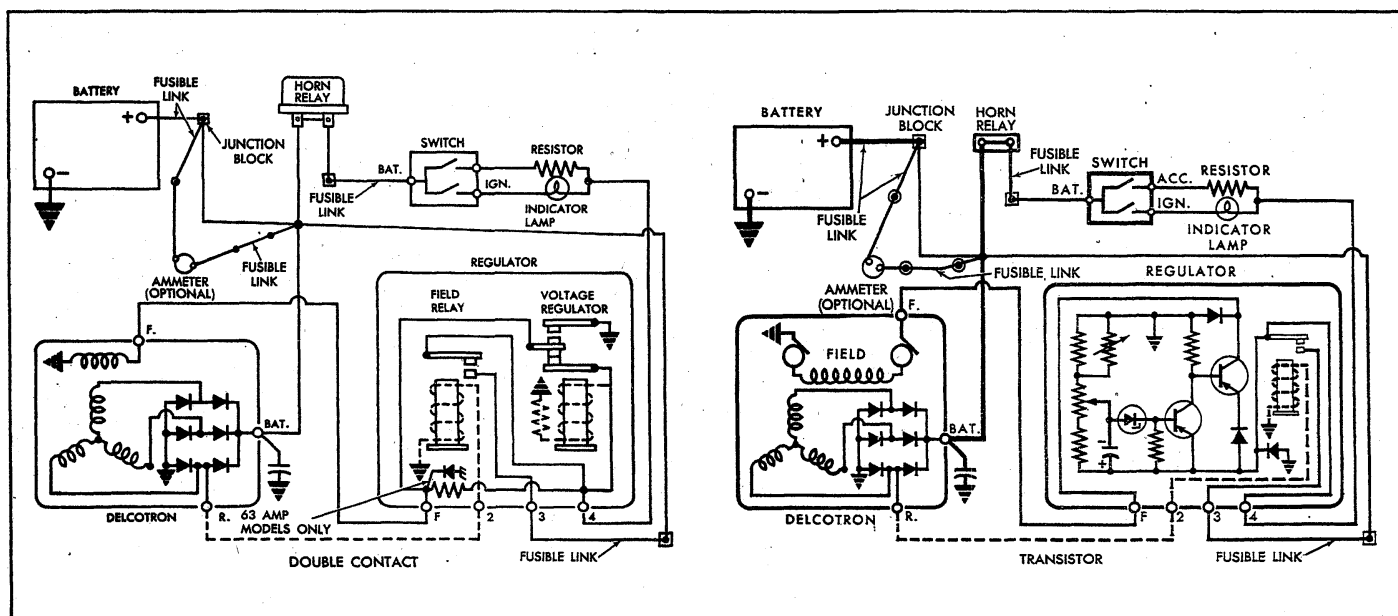 FUSIBLE
LINK
BATTERY
+
-
JUNCTION
BLOCK
HORN
RELAY
SWITCH
BAT.
IGN.
RESISTOR
INDICATOR
LAMP
FUSIBLE
LINK
FUSIBLE
LINK
AMMETER
(OPTIONAL)
REGULATOR
FIELD
RELAY
VOLTAGE
REGULATOR
F.
BAT.
DELCOTRON
R.
63 AMP
MODELS ONLY
F
2
3
4
FUSIBLE LINK
DOUBLE CONTACT
BATTERY
+
-
JUNCTION
BLOCK
HORN
RELAY
FUSIBLE
LINK
SWITCH
BAT.
ACC.
IGN.
RESISTOR
INDICATOR
LAMP
FUSIBLE
LINK
FUSIBLE, LINK
AMMETER
(OPTIONAL)
REGULATOR
F.
FIELD
BAT.
-
+
DELCOTRON
R.
F
2
3
4
FUSIBLE LINK
TRANSISTOR